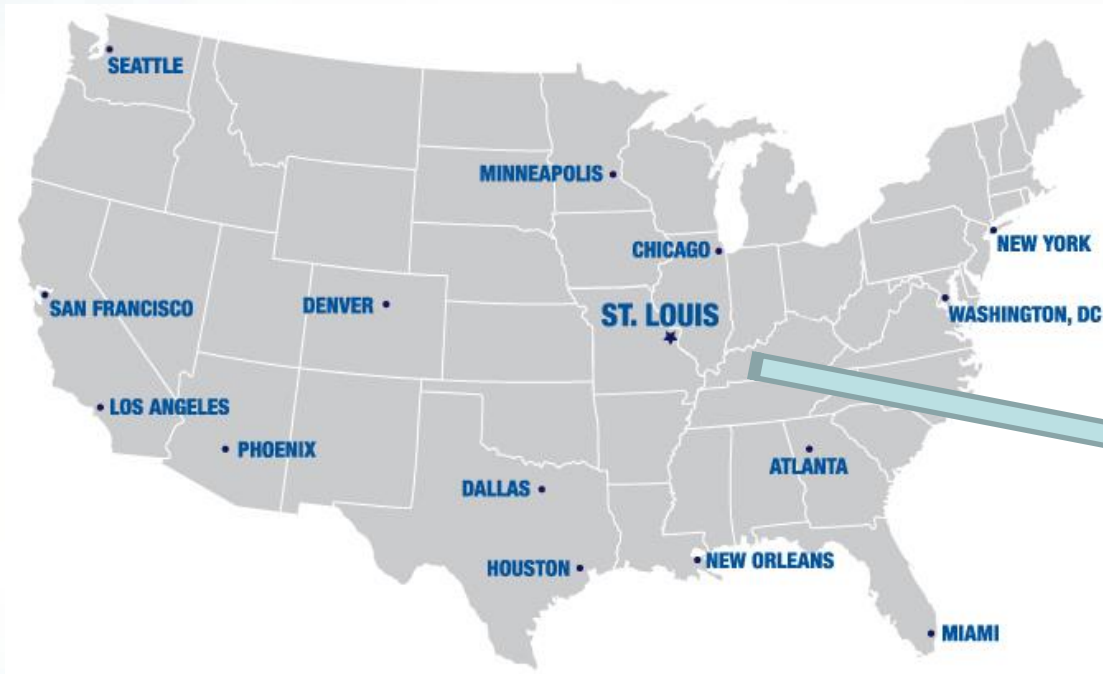 SEATTLE
MINNEAPOLIS
CHICAGO
NEW YORK
SAN FRANCISCO
DENVER
ST. LOUIS
WASHINGTON, DC
LOS ANGELES
PHOENIX
ATLANTA
DALLAS
HOUSTON
NEW ORLEANS
MIAMI